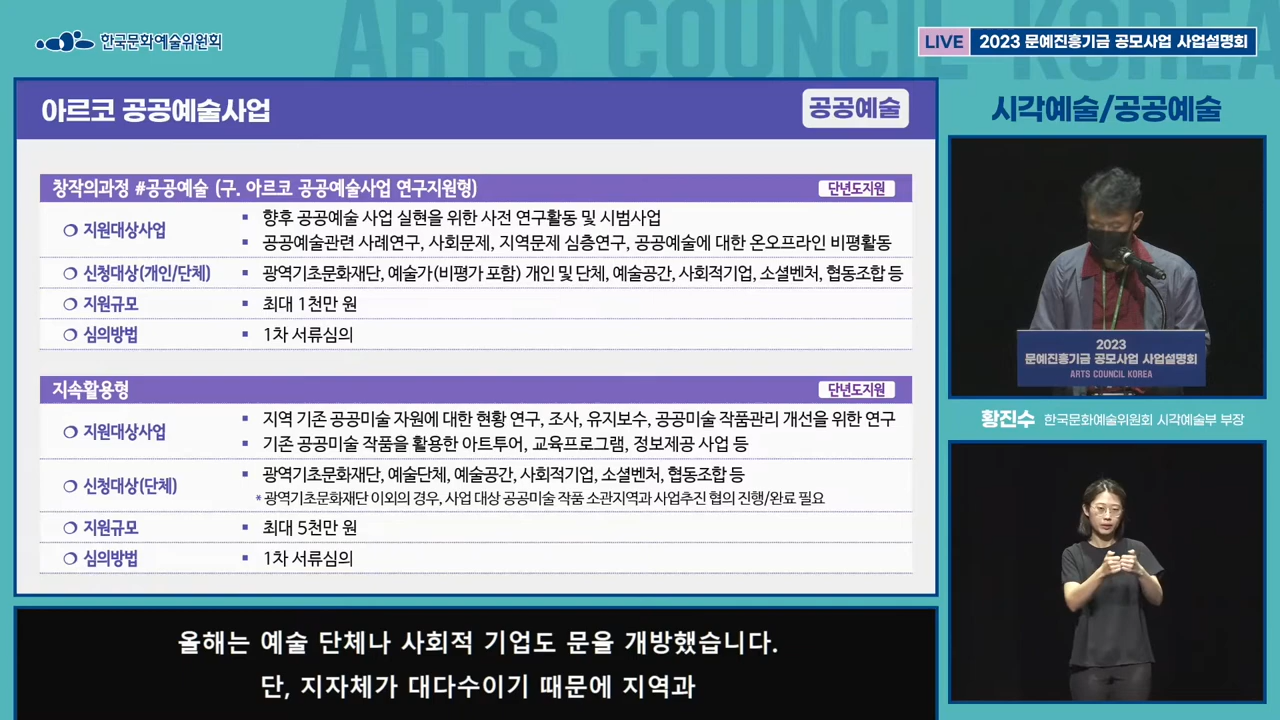 ARTS COUNCIL KOREA
한국문화예술위원회
LIVE 2023 문예진흥기금 공모사업 사업설명회
아르코 공공예술사업
공공예술
창작의과정 #공공예술 (구. 아르코 공공예술사업 연구지원형)
단년도지원
지원대상사업
향후 공공예술 사업 실현을 위한 사전 연구활동 및 시범사업
공공예술관련 사례연구, 사회문제, 지역문제 심층연구, 공공예술에 대한 온오프라인 비평활동
신청대상(개인/단체)
광역기초문화재단, 예술가(비평가 포함) 개인 및 단체, 예술공간, 사회적기업, 소셜벤처, 협동조합 등
지원규모
최대 1천만 원
심의방법
1차 서류심의
지속활용형
단년도지원
지원대상사업
지역 기존 공공미술 자원에 대한 현황 연구, 조사, 유지보수, 공공미술 작품관리 개선을 위한 연구
기존 공공미술 작품을 활용한 아트투어, 교육프로그램, 정보제공 사업 등
신청대상(단체)
광역기초문화재단, 예술단체, 예술공간, 사회적기업, 소셜벤처, 협동조합 등
* 광역기초문화재단 이외의 경우, 사업 대상 공공미술 작품 소관지역과 사업추진 협의 진행/완료 필요
지원규모
최대 5천만 원
심의방법
1차 서류심의
올해는 예술 단체나 사회적 기업도 문을 개방했습니다.
단, 지자체가 대다수이기 때문에 지역과
시각예술/공공예술
2023
문예진흥기금 공모사업 사업설명회
ARTS COUNCIL KOREA
황진수 한국문화예술위원회 시각예술부 부장